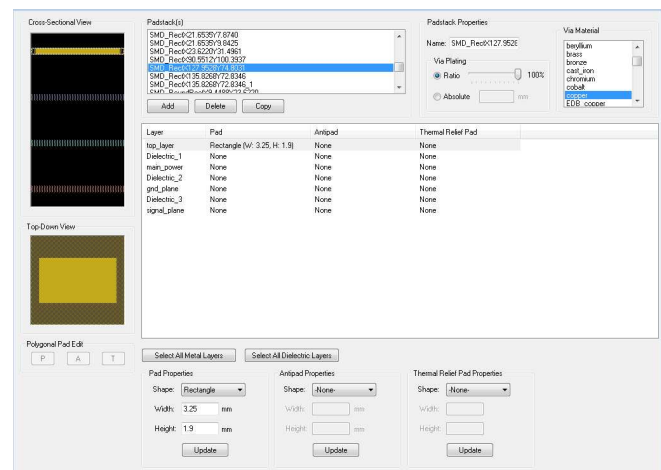 Cross-Sectional View
Padstack(s)
SMD_RectX21.6535Y7.8740
SMD_RectX21.6535Y9.8425
SMD_RectX23.6220Y31.4961
SMD_RectX90.5512Y100.3937
SMD_RectX127.9528Y74.8031
SMD_RectX135.8268Y72.8346
SMD_RectX135.8268Y72.8346_1
Add
Delete
Copy
Padstack Properties
Name: SMD_RectX127.9528
Via Plating
Ratio
100%
Absolute
mm
Via Material
beryllium
brass
bronze
cast_iron
chromium
cobalt
copper
EDB_copper
Layer Pad Antipad Thermal Relief Pad
top_layer Rectangle (W: 3.25, H: 1.9) None None
Dielectric_1 None None None
main_power None None None
Dielectric_2 None None None
gnd_plane None None None
Dielectric_3 None None None
signal_plane None None None
Top-Down View
Polygonal Pad Edit
P A T
Select All Metal Layers
Select All Dielectric Layers
Pad Properties
Shape: Rectangle
Width: 3.25 mm
Height: 1.9 mm
Update
Antipad Properties
Shape: -None-
Width: mm
Height: mm
Update
Thermal Relief Pad Properties
Shape: -None-
Width:
Height:
Update